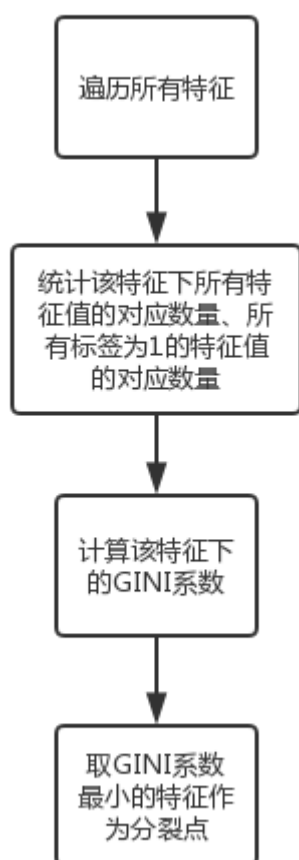 遍历所有特征
统计该特征下所有特
征值的对应数量、所
有标签为1的特征值
的对应数量
计算该特征下
的GINI系数
取GINI系数
最小的特征作
为分裂点